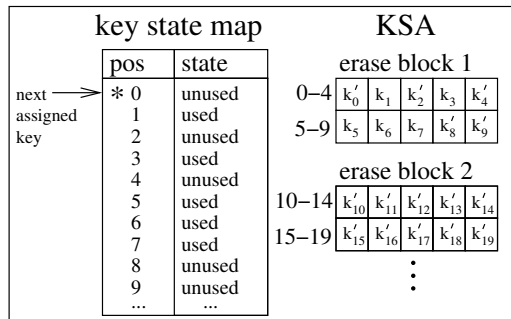 key state map
pos state
next assigned key
* 0 unused
1 used
2 unused
3 used
4 unused
5 used
6 used
7 used
8 unused
9 unused
... ...
KSA
erase block 1
0-4 k′0 k1 k′2 k3 k′4
5-9 k5 k6 k7 k′8 k′9
erase block 2
10-14 k′10 k′11 k′12 k′13 k′14
15-19 k′15 k′16 k′17 k′18 k′19